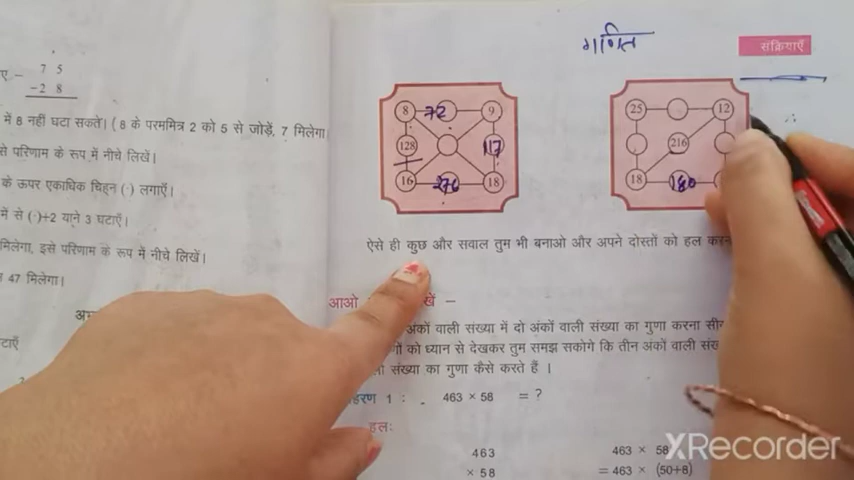 गणित
संक्रियाएँ
ए.–
7 5
–2 8
में 8 नहीं घटा सकते। (8 के परममित्र 2 को 5 से जोड़ें, 7 मिलेगा
से परिणाम के रूप में नीचे लिखें।
के ऊपर एकाधिक चिह्न (·) लगाएँ।
में से (·)+2 याने 3 घटाएँ।
मिलेगा, इसे परिणाम के रूप में नीचे लिखें।
47 मिलेगा।
8 72 9
128 117
16 276 18
25 12
216
18 180
ऐसे ही कुछ और सवाल तुम भी बनाओ और अपने दोस्तों को हल
आओ
अंकों वाली संख्या में दो अंकों वाली संख्या का गुणा करना
को ध्यान से देखकर तुम समझ सकोगे कि तीन अंकों वाली
संख्या का गुणा कैसे करते हैं ।
1 : 463 × 58 = ?
हलः
463 463 × 58
× 58 = 463 × (50+8)
XRecorder